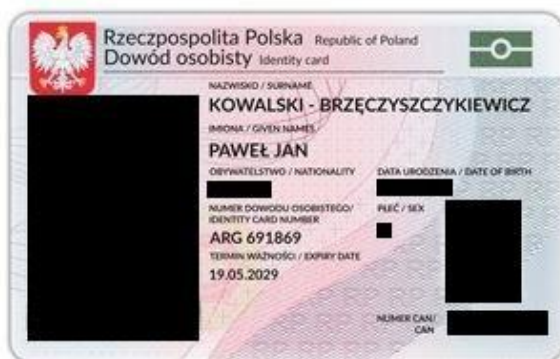 Rzeczpospolita Polska Republic of Poland
Dowód osobisty Identity card
NAZWISKO / SURNAME
KOWALSKI - BRZĘCZYSZCZYKIEWICZ
IMIONA / GIVEN NAMES
PAWEŁ JAN
OBYWATELSTWO / NATIONALITY DATA URODZENIA / DATE OF BIRTH
NUMER DOWODU OSOBISTEGO/ PŁEĆ / SEX
IDENTITY CARD NUMBER
ARG 691869
TERMIN WAŻNOŚCI / EXPIRY DATE
19.05.2029
NUMER CAN/
CAN